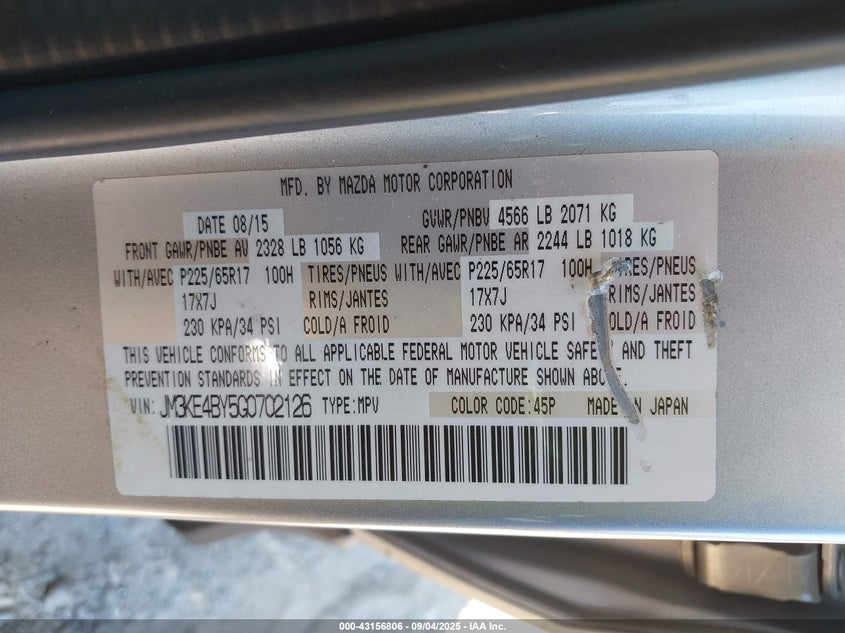 MFD. BY MAZDA MOTOR CORPORATION
DATE 08/15 GVWR/PNBV 4566 LB 2071 KG
FRONT GAWR/PNBE AV 2328 LB 1056 KG REAR GAWR/PNBE AR 2244 LB 1018 KG
WITH/AVEC P225/65R17 100H TIRES/PNEUS WITH/AVEC P225/65R17 100H TIRES/PNEUS
17X7J RIMS/JANTES 17X7J RIMS/JANTES
230 KPA/34 PSI COLD/A FROID 230 KPA/34 PSI COLD/A FROID
THIS VEHICLE CONFORMS TO ALL APPLICABLE FEDERAL MOTOR VEHICLE SAFETY AND THEFT
PREVENTION STANDARDS IN EFFECT ON THE DATE OF MANUFACTURE SHOWN ABOVE.
VIN: JM3KE4BY5G0702126 TYPE:MPV COLOR CODE:45P MADE IN JAPAN
000-43156806 - 09/04/2025 - IAA Inc.